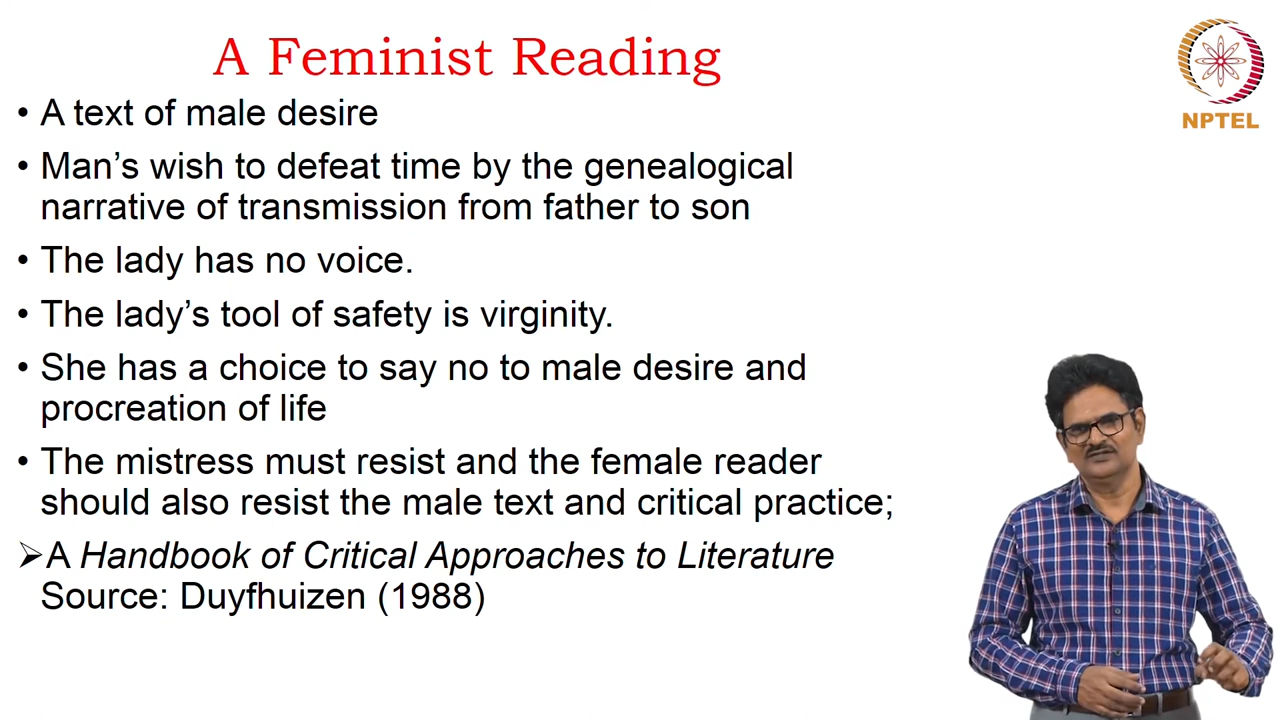 A Feminist Reading
NPTEL
• A text of male desire
• Man's wish to defeat time by the genealogical
narrative of transmission from father to son
• The lady has no voice.
• The lady's tool of safety is virginity.
• She has a choice to say no to male desire and
procreation of life
• The mistress must resist and the female reader
should also resist the male text and critical practice;
➢A Handbook of Critical Approaches to Literature
Source: Duyfhuizen (1988)